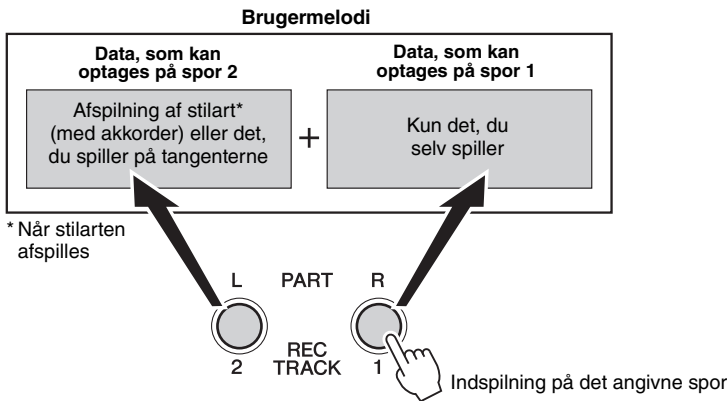 Brugermelodi
Data, som kan
optages på spor 2
Data, som kan
optages på spor 1
Afspilning af stilart*
(med akkorder) eller det,
du spiller på tangenterne
+
Kun det, du
selv spiller
* Når stilarten
afspilles
L PART R
REC
2 TRACK 1
Indspilning på det angivne spor